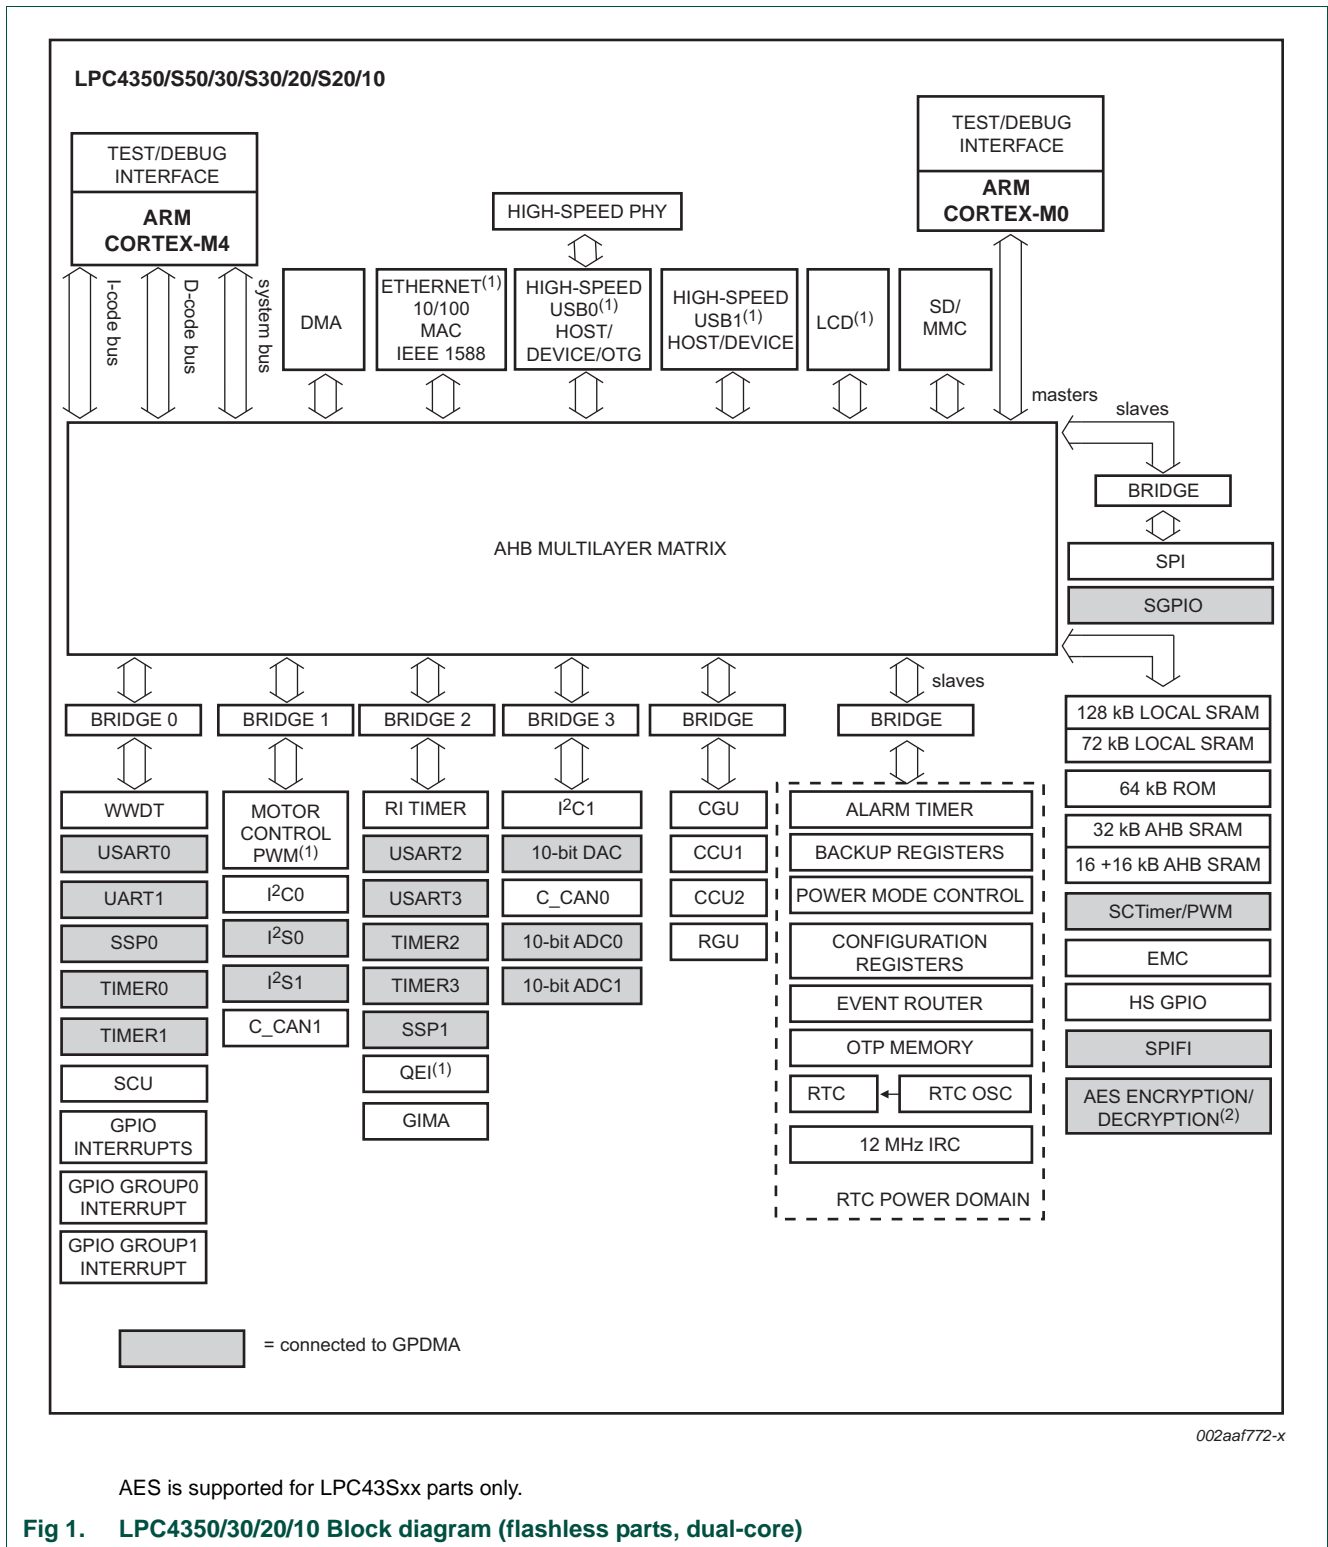 LPC4350/S50/30/S30/20/S20/10
TEST/DEBUG
INTERFACE
ARM
CORTEX-M4
TEST/DEBUG
INTERFACE
ARM
CORTEX-M0
HIGH-SPEED PHY
I-code bus
D-code bus
system bus
DMA
ETHERNET(1)
10/100
MAC
IEEE 1588
HIGH-SPEED
USB0(1)
HOST/
DEVICE/OTG
HIGH-SPEED
USB1(1)
HOST/DEVICE
LCD(1)
SD/
MMC
masters
slaves
BRIDGE
SPI
SGPIO
AHB MULTILAYER MATRIX
slaves
BRIDGE 0
BRIDGE 1
BRIDGE 2
BRIDGE 3
BRIDGE
BRIDGE
WWDT
USART0
UART1
SSP0
TIMER0
TIMER1
SCU
GPIO
INTERRUPTS
GPIO GROUP0
INTERRUPT
GPIO GROUP1
INTERRUPT
MOTOR
CONTROL
PWM(1)
I2C0
I2S0
I2S1
C_CAN1
RI TIMER
USART2
USART3
TIMER2
TIMER3
SSP1
QEI(1)
GIMA
I2C1
10-bit DAC
C_CAN0
10-bit ADC0
10-bit ADC1
CGU
CCU1
CCU2
RGU
ALARM TIMER
BACKUP REGISTERS
POWER MODE CONTROL
CONFIGURATION
REGISTERS
EVENT ROUTER
OTP MEMORY
RTC
RTC OSC
12 MHz IRC
RTC POWER DOMAIN
128 kB LOCAL SRAM
72 kB LOCAL SRAM
64 kB ROM
32 kB AHB SRAM
16 +16 kB AHB SRAM
SCTimer/PWM
EMC
HS GPIO
SPIFI
AES ENCRYPTION/
DECRYPTION(2)
= connected to GPDMA
002aaf772-x
AES is supported for LPC43Sxx parts only.
Fig 1. LPC4350/30/20/10 Block diagram (flashless parts, dual-core)